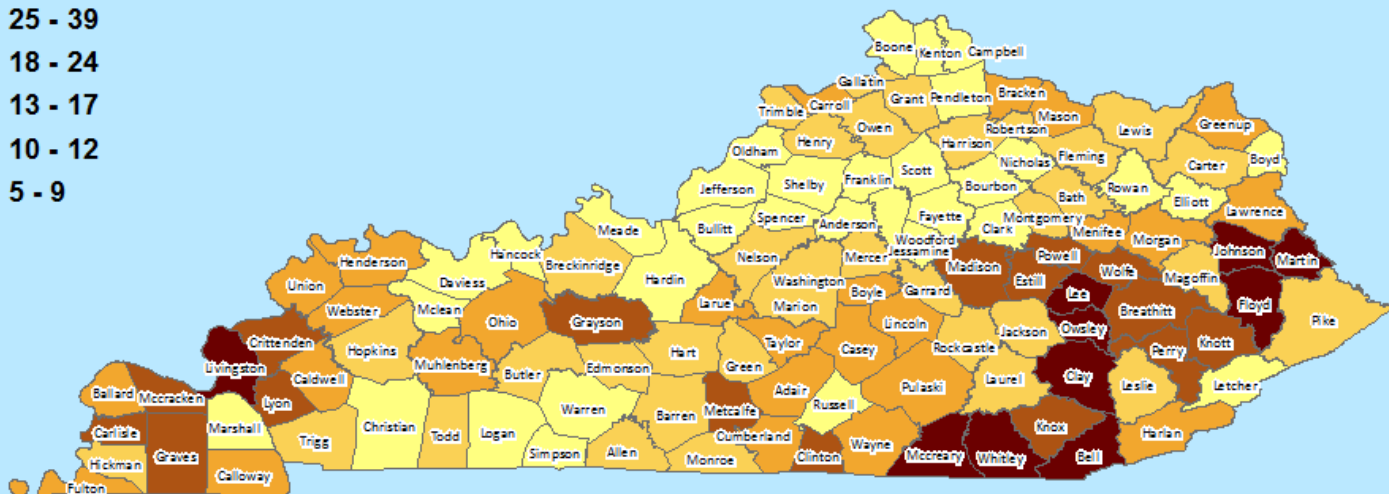 25 - 39
18 - 24
13 - 17
10 - 12
5 - 9
Boone
Kenton
Campbell
Gallatin
Grant
Pendleton
Bracken
Trimble
Carroll
Mason
Owen
Robertson
Lewis
Greenup
Henry
Harrison
Oldham
Nicholas
Fleming
Carter
Boyd
Scott
Franklin
Shelby
Jefferson
Bourbon
Rowan
Bath
Elliott
Spencer
Anderson
Fayette
Montgomery
Lawrence
Bullitt
Clark
Menifee
Meade
Woodford
Morgan
Jessamine
Hancock
Nelson
Mercer
Powell
Johnson
Martin
Henderson
Breckinridge
Madison
Wolfe
Magoffin
Daviess
Hardin
Washington
Estill
Union
Boyle
Garrard
Lee
Floyd
Mclean
Webster
Larue
Marion
Breathitt
Ohio
Grayson
Lincoln
Pike
Jackson
Owsley
Knott
Crittenden
Taylor
Casey
Rockcastle
Perry
Hopkins
Hart
Livingston
Muhlenberg
Butler
Edmonson
Green
Caldwell
Laurel
Clay
Leslie
Letcher
Pulaski
Adair
Ballard
Mccracken
Lyon
Warren
Metcalfe
Russell
Barren
Marshall
Christian
Carlisle
Knox
Todd
Logan
Cumberland
Harlan
Trigg
Wayne
Graves
Simpson
Allen
Monroe
Clinton
Mccreary
Whitley
Bell
Hickman
Calloway
Fulton